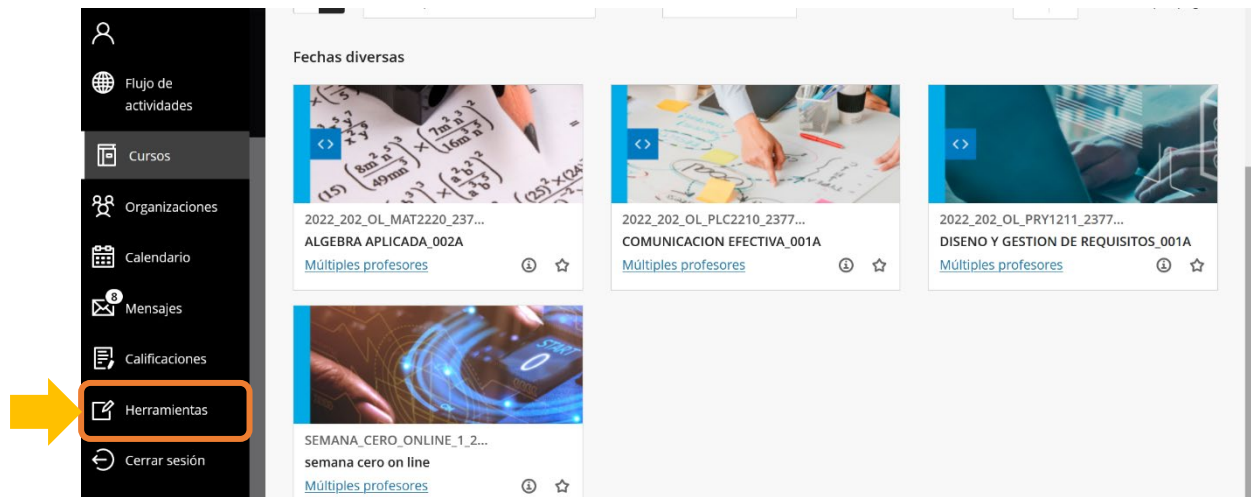 Fechas diversas
Flujo de
actividades
Cursos
Organizaciones
Calendario
8
Mensajes
Calificaciones
Herramientas
Cerrar sesión
2022_202_OL_MAT2220_237...
ALGEBRA APLICADA_002A
Múltiples profesores
2022_202_OL_PLC2210_2377...
COMUNICACION EFECTIVA_001A
Múltiples profesores
2022_202_OL_PRY1211_2377...
DISENO Y GESTION DE REQUISITOS_001A
Múltiples profesores
START
0
SEMANA_CERO_ONLINE_1_2...
semana cero on line
Múltiples profesores